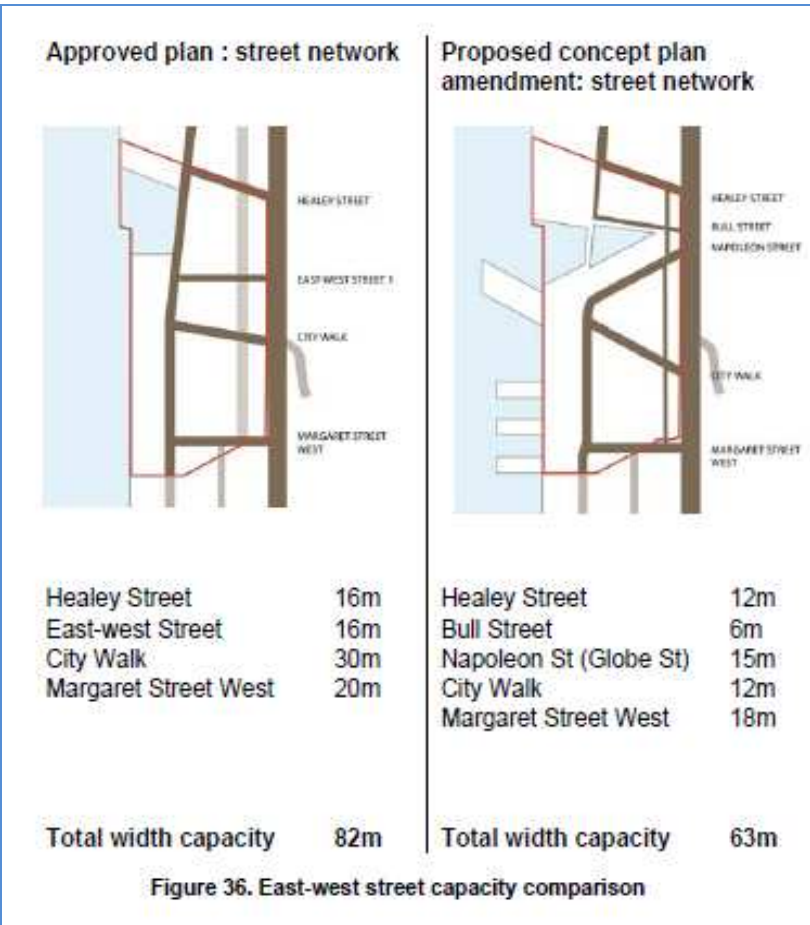 Approved plan : street network
HEALEY STREET
EAST-WEST STREET 1
CITY WALK
MARGARET STREET
WEST
Healey Street 16m
East-west Street 16m
City Walk 30m
Margaret Street West 20m
Total width capacity 82m
Proposed concept plan
amendment: street network
HEALEY STREET
BULL STREET
NAPOLEON STREET
CITY WALK
MARGARET STREET
WEST
Healey Street 12m
Bull Street 6m
Napoleon St (Globe St) 15m
City Walk 12m
Margaret Street West 18m
Total width capacity 63m
Figure 36. East-west street capacity comparison